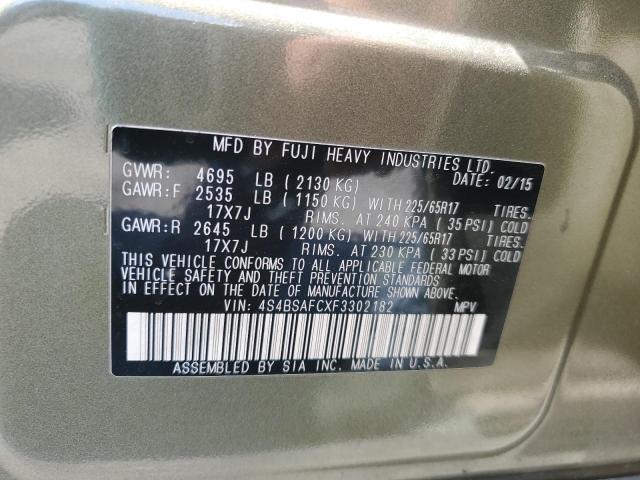 MFD BY FUJI HEAVY INDUSTRIES LTD.
GVWR: 4695 LB ( 2130 KG) DATE: 02/15
GAWR:F 2535 LB ( 1150 KG) WITH 225/65R17 TIRES.
17X7J RIMS. AT 240 KPA ( 35 PSI) COLD
GAWR:R 2645 LB ( 1200 KG) WITH 225/65R17 TIRES.
17X7J RIMS. AT 230 KPA ( 33 PSI) COLD
THIS VEHICLE CONFORMS TO ALL APPLICABLE FEDERAL MOTOR
VEHICLE SAFETY AND THEFT PREVENTION STANDARDS
IN EFFECT ON THE DATE OF MANUFACTURE SHOWN ABOVE.
VIN: 4S4BSAFCXF3302182 MPV
ASSEMBLED BY SIA INC. MADE IN U.S.A.